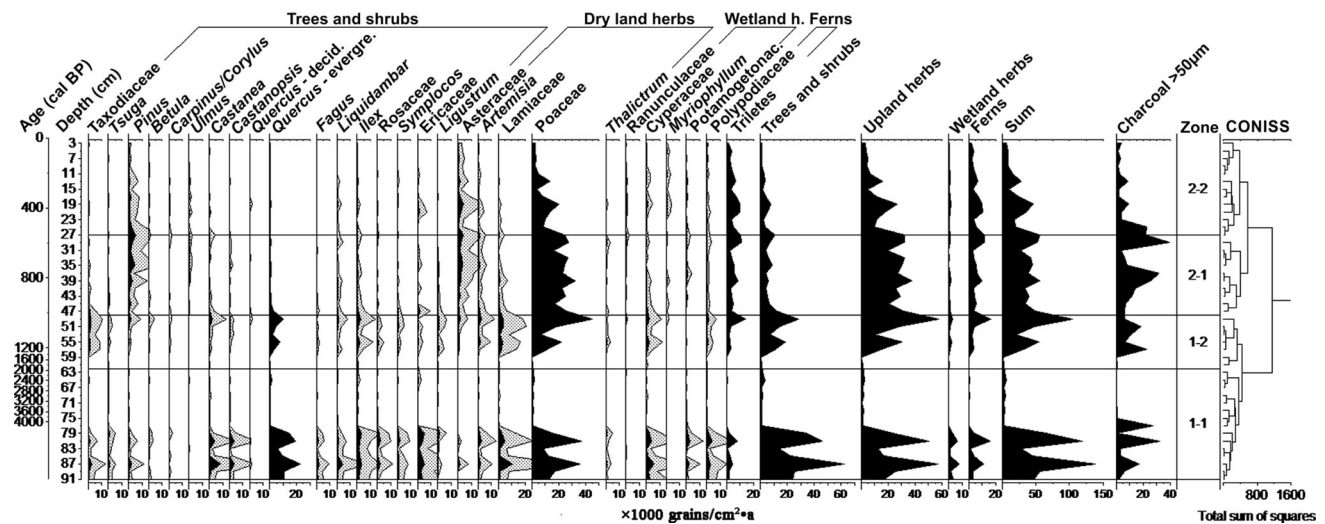 Trees and shrubs Dry land herbs Wetland h. Ferns
Age (cal BP)
Depth (cm)
Taxodiaceae
Tsuga
Pinus
Betula
Carpinus/Corylus
Ulmus
Castanea
Castanopsis
Quercus - decid.
Quercus - evergre.
Fagus
Liquidambar
Ilex
Rosaceae
Symplocos
Ericaceae
Ligustrum
Asteraceae
Artemisia
Lamiaceae
Poaceae
Thalictrum
Ranunculaceae
Cyperaceae
Myriophyllum
Potamogetonac.
Polypodiaceae
Triletes
Trees and shrubs
Upland herbs
Wetland herbs
Ferns
Sum
Charcoal >50µm
Zone CONISS
0
400
800
1200
1600
2000
2400
2800
3200
3600
4000
3
7
11
15
19
23
27
31
35
39
43
47
51
55
59
63
67
71
75
79
83
87
91
2-2
2-1
1-2
1-1
10 10 10 10 10 10 10 10 10 20 10 10 10 10 10 10 10 10 10 10 20 40 10 10 10 10 10 10 10 20 40 60 70 20 40 60 10 10 50 100 150 20 40 800 1600
×1000 grains/cm²•a
Total sum of squares